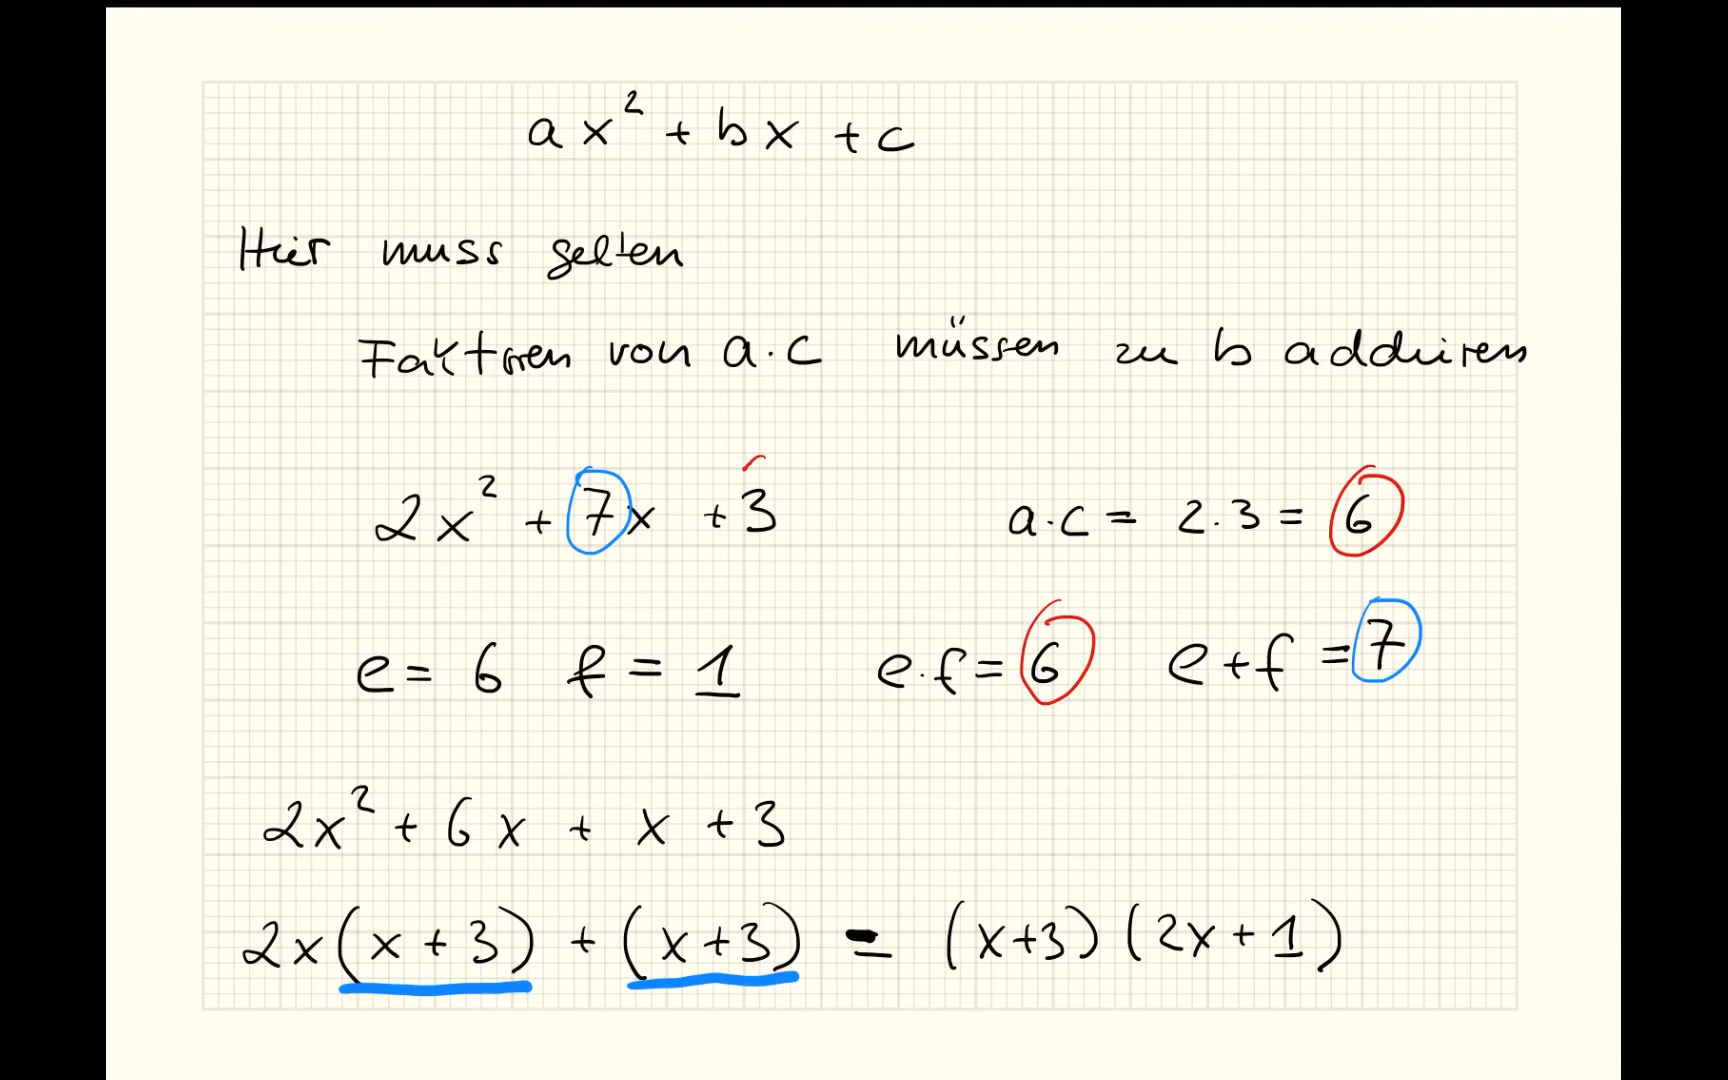 ax² + bx + c
Hier muss gelten
Faktoren von a·c müssen zu b addieren
2x² + 7x + 3 a·c = 2·3 = 6
e = 6 f = 1 e·f = 6 e+f = 7
2x² + 6x + x + 3
2x(x+3) + (x+3) = (x+3)(2x+1)